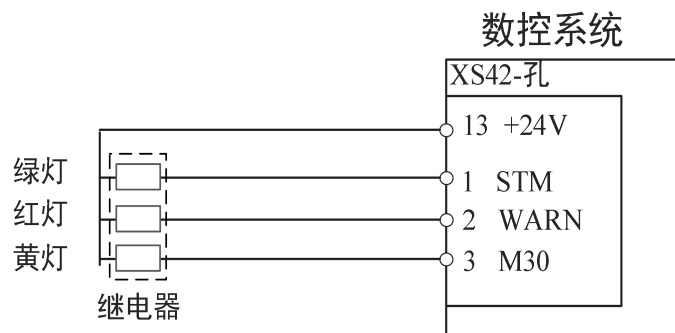 数控系统
XS42-孔
13 +24V
绿灯 1 STM
红灯 2 WARN
黄灯 3 M30
继电器